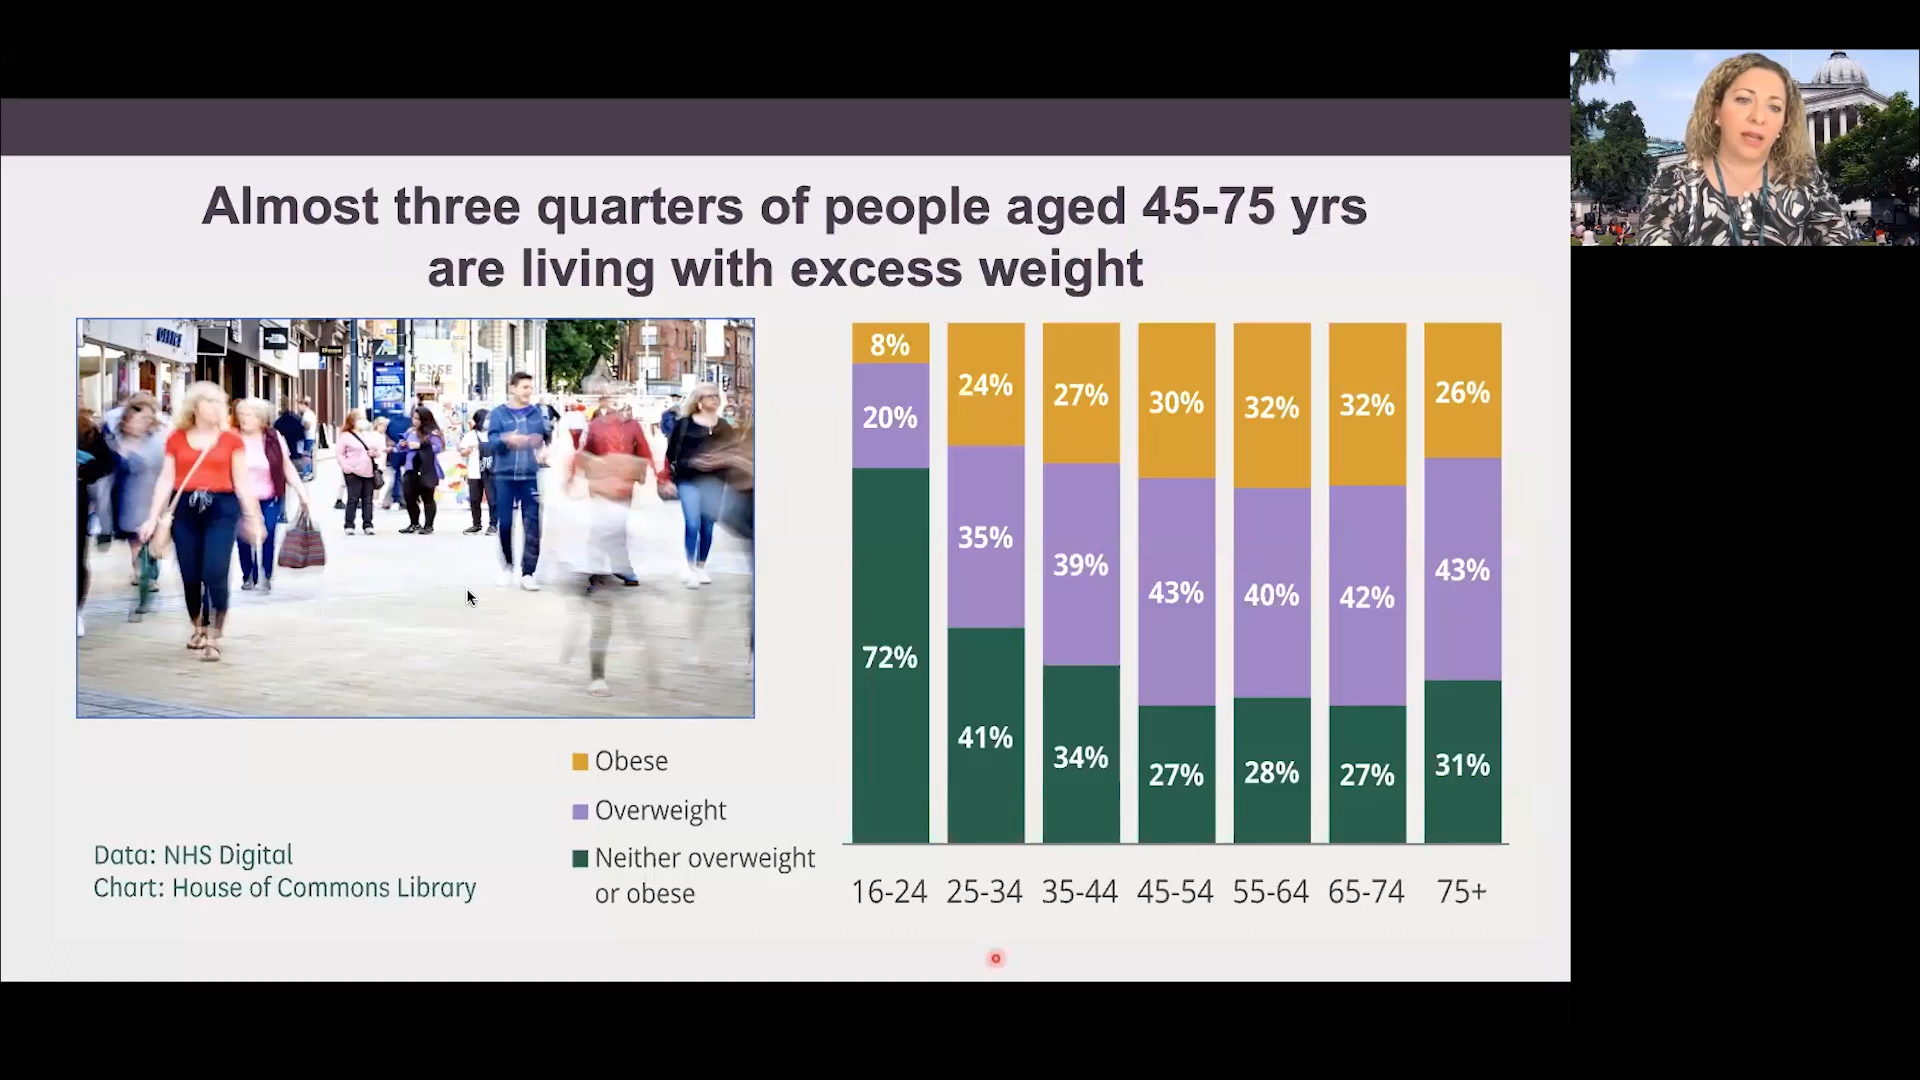 Almost three quarters of people aged 45-75 yrs
are living with excess weight
8% 24% 27% 30% 32% 32% 26%
20% 35% 39% 43% 40% 42% 43%
72% 41% 34% 27% 28% 27% 31%
16-24 25-34 35-44 45-54 55-64 65-74 75+
Obese
Overweight
Neither overweight
or obese
Data: NHS Digital
Chart: House of Commons Library